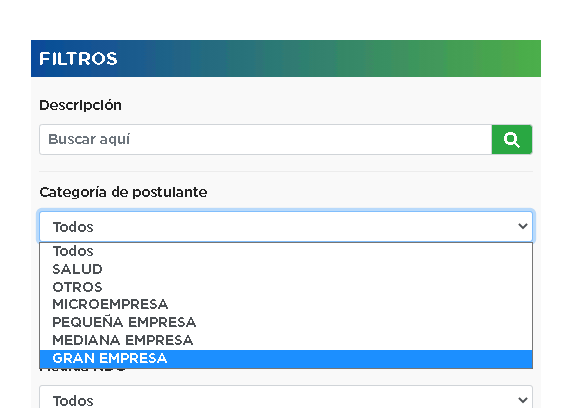 FILTROS
Descripción
Buscar aquí
Categoría de postulante
Todos
Todos
SALUD
OTROS
MICROEMPRESA
PEQUEÑA EMPRESA
MEDIANA EMPRESA
GRAN EMPRESA
Todos